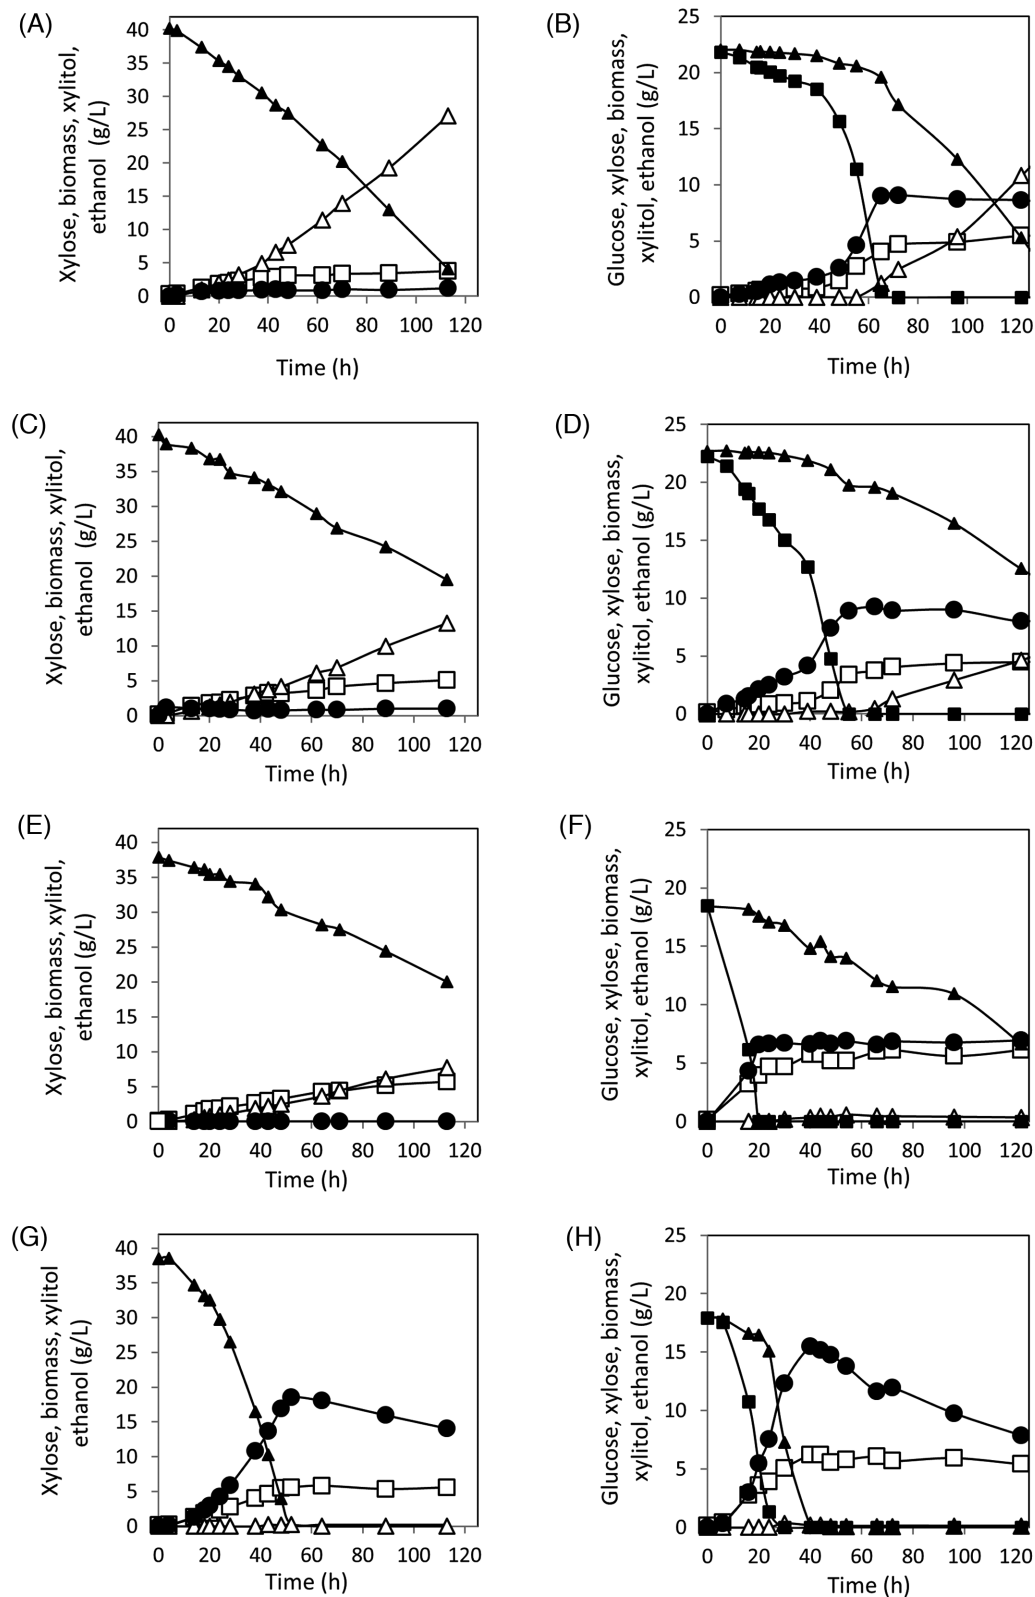 (A)
Xylose, biomass, xylitol,
ethanol (g/L)
40
35
30
25
20
15
10
5
0
0 20 40 60 80 100 120
Time (h)
(B)
Glucose, xylose, biomass,
xylitol, ethanol (g/L)
25
20
15
10
5
0
0 20 40 60 80 100 120
Time (h)
(C)
Xylose, biomass, xylitol,
ethanol (g/L)
40
35
30
25
20
15
10
5
0
0 20 40 60 80 100 120
Time (h)
(D)
Glucose, xylose, biomass,
xylitol, ethanol (g/L)
25
20
15
10
5
0
0 20 40 60 80 100 120
Time (h)
(E)
Xylose, biomass, xylitol,
ethanol (g/L)
40
35
30
25
20
15
10
5
0
0 20 40 60 80 100 120
Time (h)
(F)
Glucose, xylose, biomass,
xylitol, ethanol (g/L)
25
20
15
10
5
0
0 20 40 60 80 100 120
Time (h)
(G)
Xylose, biomass, xylitol
ethanol (g/L)
40
35
30
25
20
15
10
5
0
0 20 40 60 80 100 120
Time (h)
(H)
Glucose, xylose, biomass,
xylitol, ethanol (g/L)
25
20
15
10
5
0
0 20 40 60 80 100 120
Time (h)